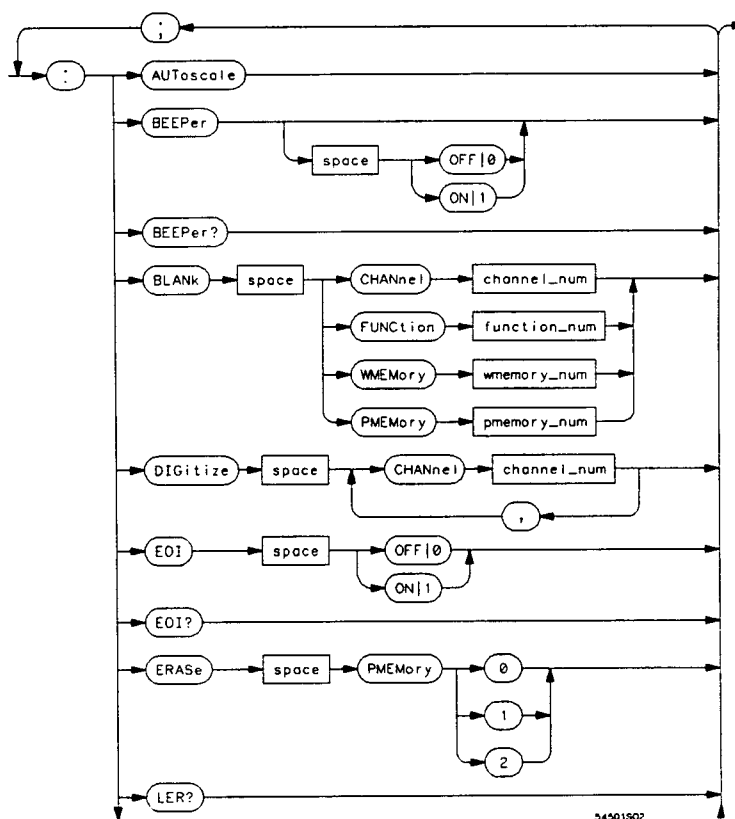 ;
: AUToscale
BEEPer
space OFF|0
ON|1
BEEPer?
BLANk space CHANnel channel_num
FUNCtion function_num
WMEMory wmemory_num
PMEMory pmemory_num
DIGitize space CHANnel channel_num
,
EOI space OFF|0
ON|1
EOI?
ERASe space PMEMory 0
1
2
LER?
54501S02